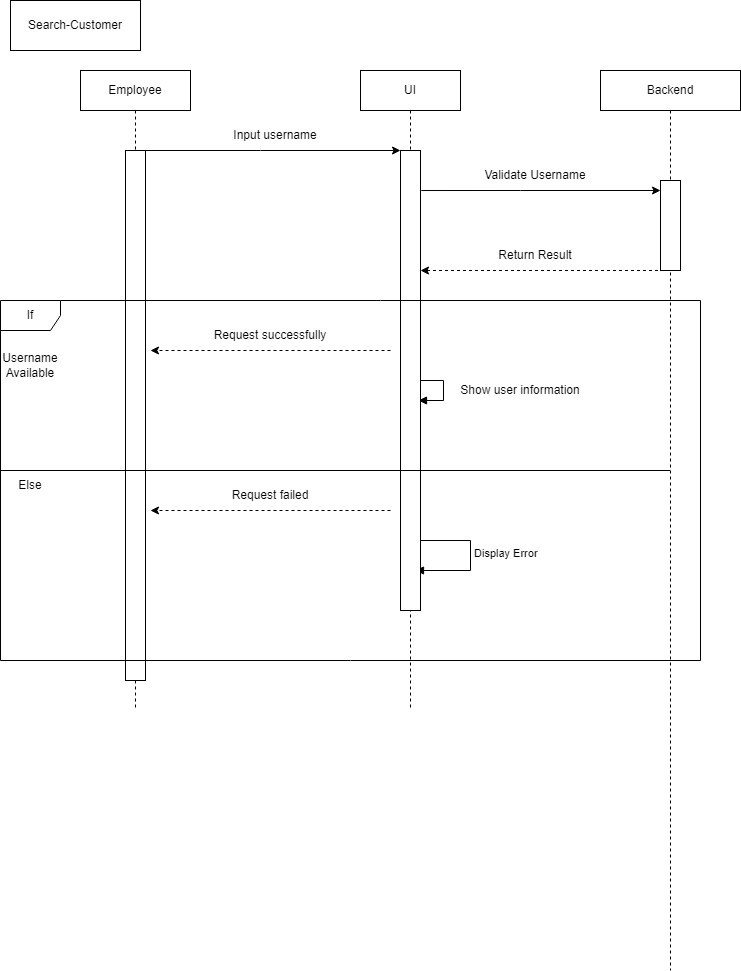 Search-Customer
Employee
UI
Backend
Input username
Validate Username
Return Result
If
Request successfully
Username
Available
Show user information
Else
Request failed
Display Error